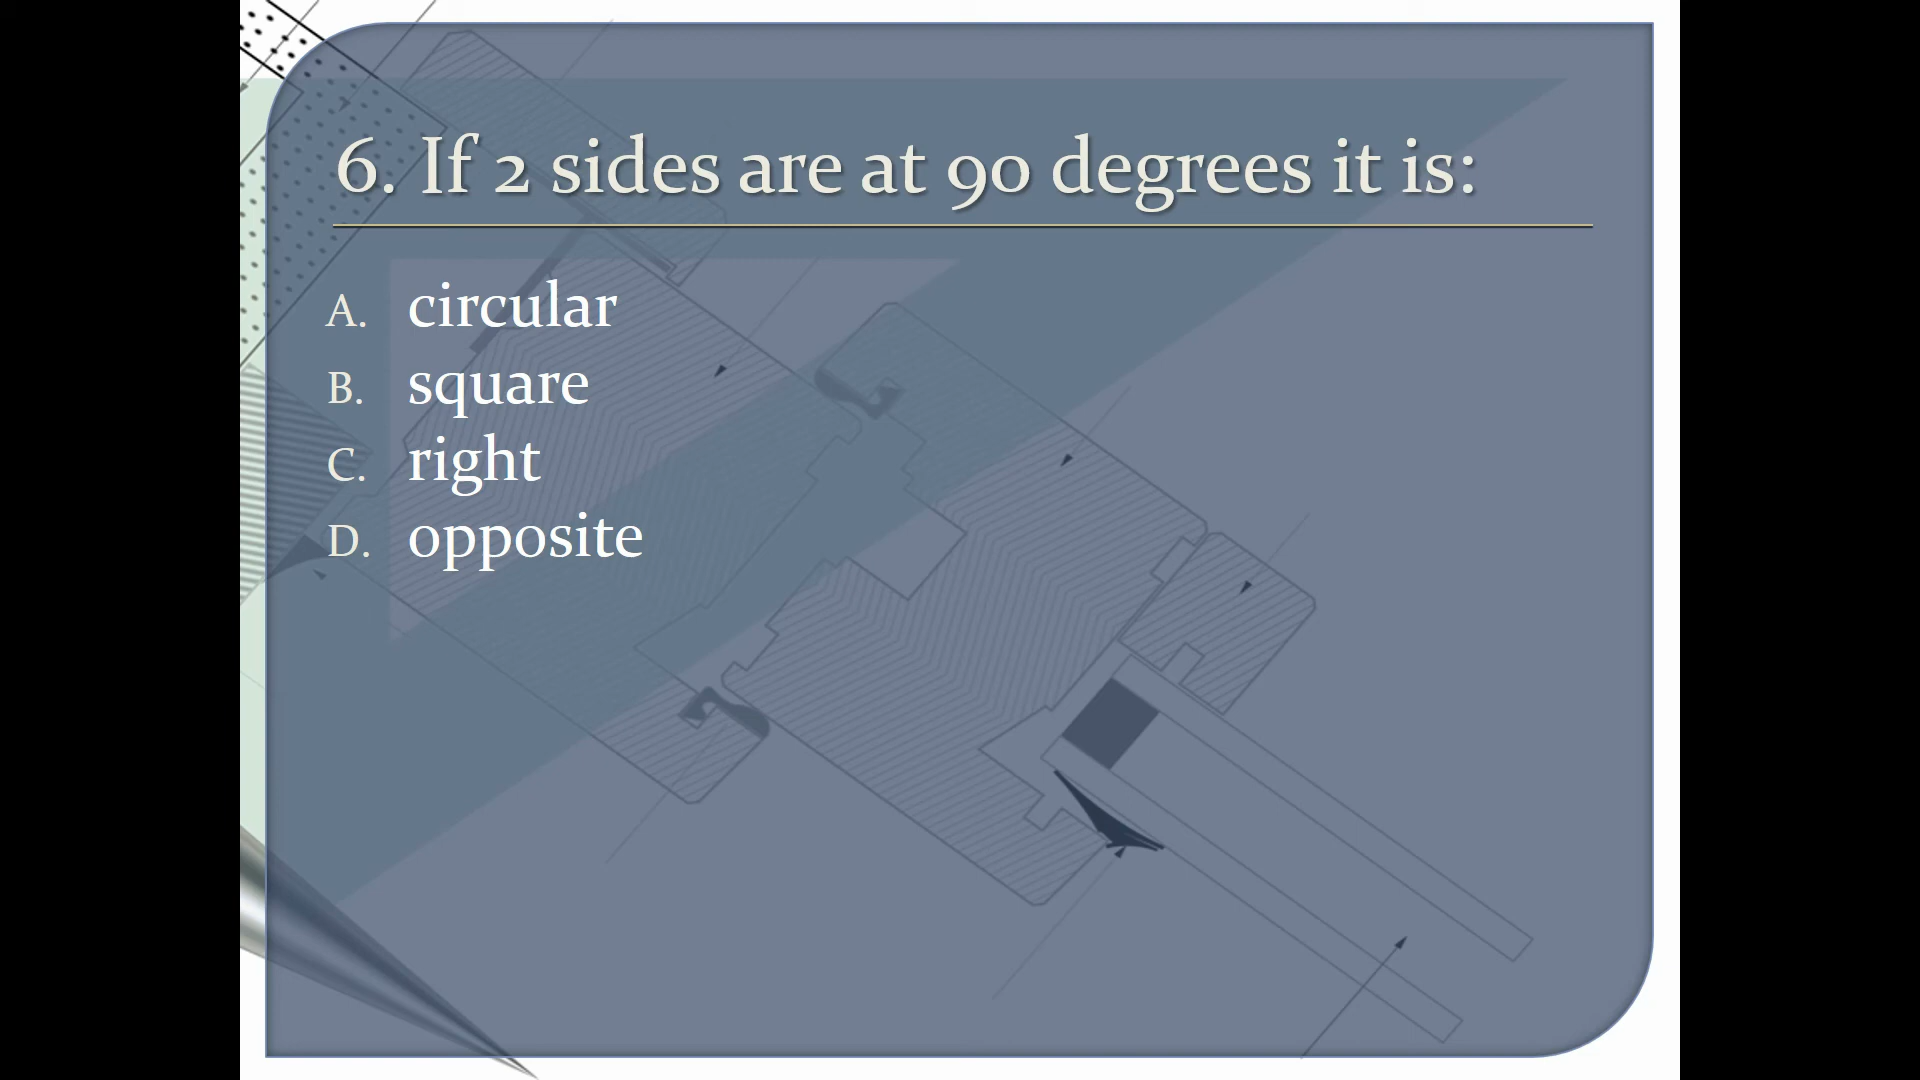 6. If 2 sides are at 90 degrees it is:
A. circular
B. square
C. right
D. opposite